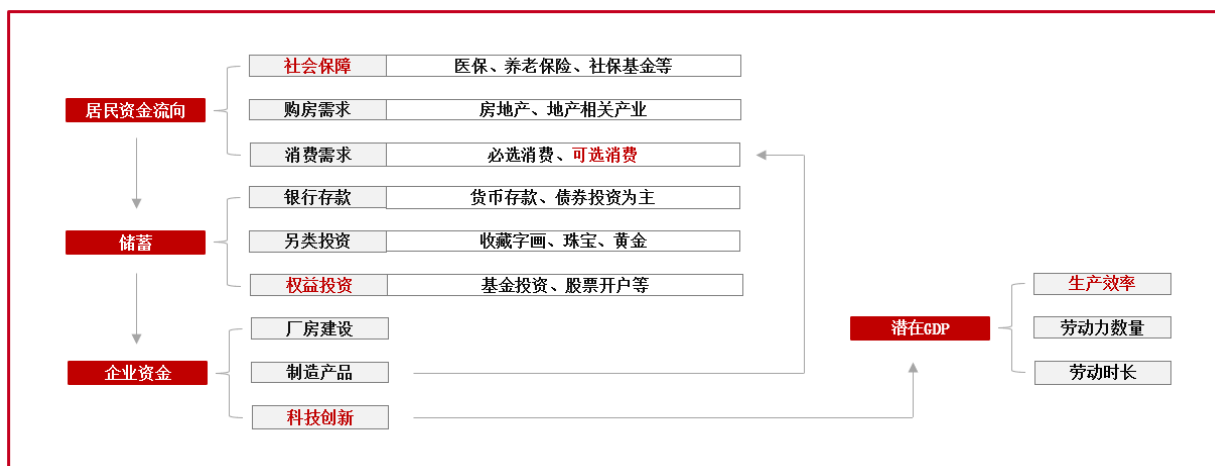 社会保障 医保、养老保险、社保基金等
居民资金流向 购房需求 房地产、地产相关产业
消费需求 必选消费、可选消费
银行存款 货币存款、债券投资为主
储蓄 另类投资 收藏字画、珠宝、黄金
权益投资 基金投资、股票开户等
生产效率
厂房建设 潜在GDP 劳动力数量
企业资金 制造产品 劳动时长
科技创新